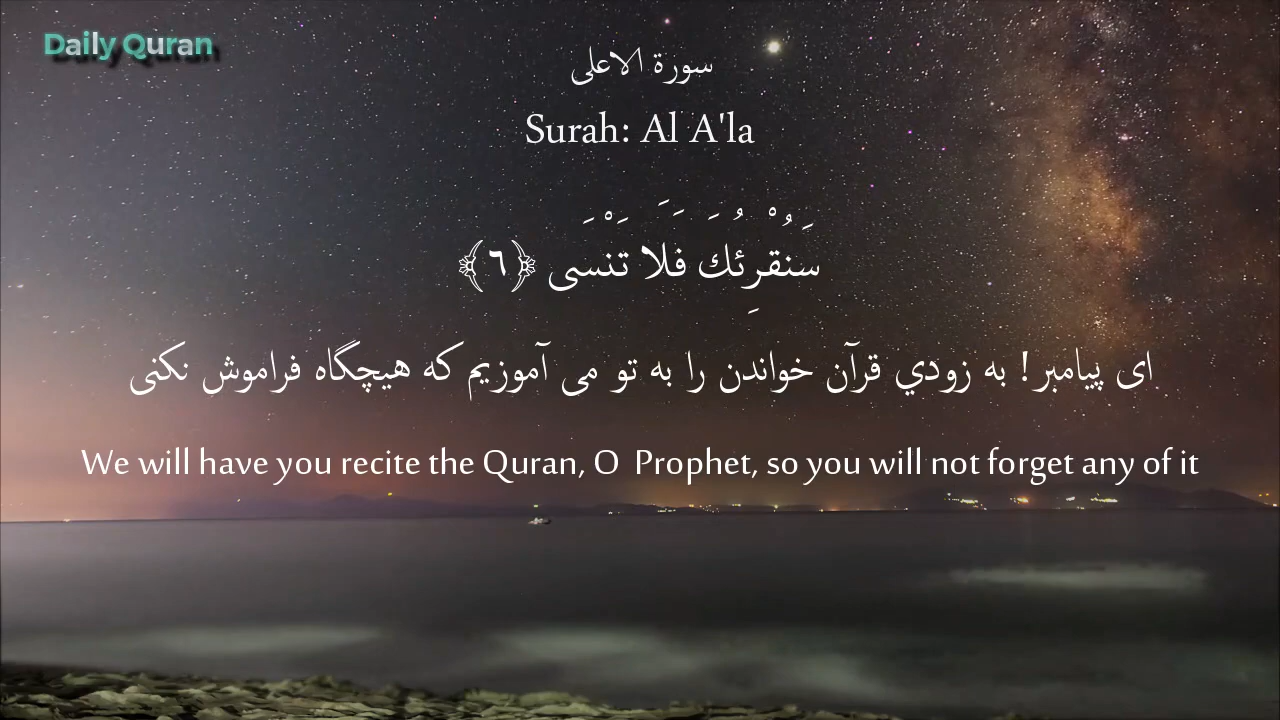 Daily Quran
سورة الاعلى
Surah: Al A'la
سَنُقْرِئُكَ فَلَا تَنْسَى ﴿٦﴾
ای پیامبر! به زودي قرآن خواندن را به تو می آموزیم که هیچگاه فراموش نکنی
We will have you recite the Quran, O Prophet, so you will not forget any of it